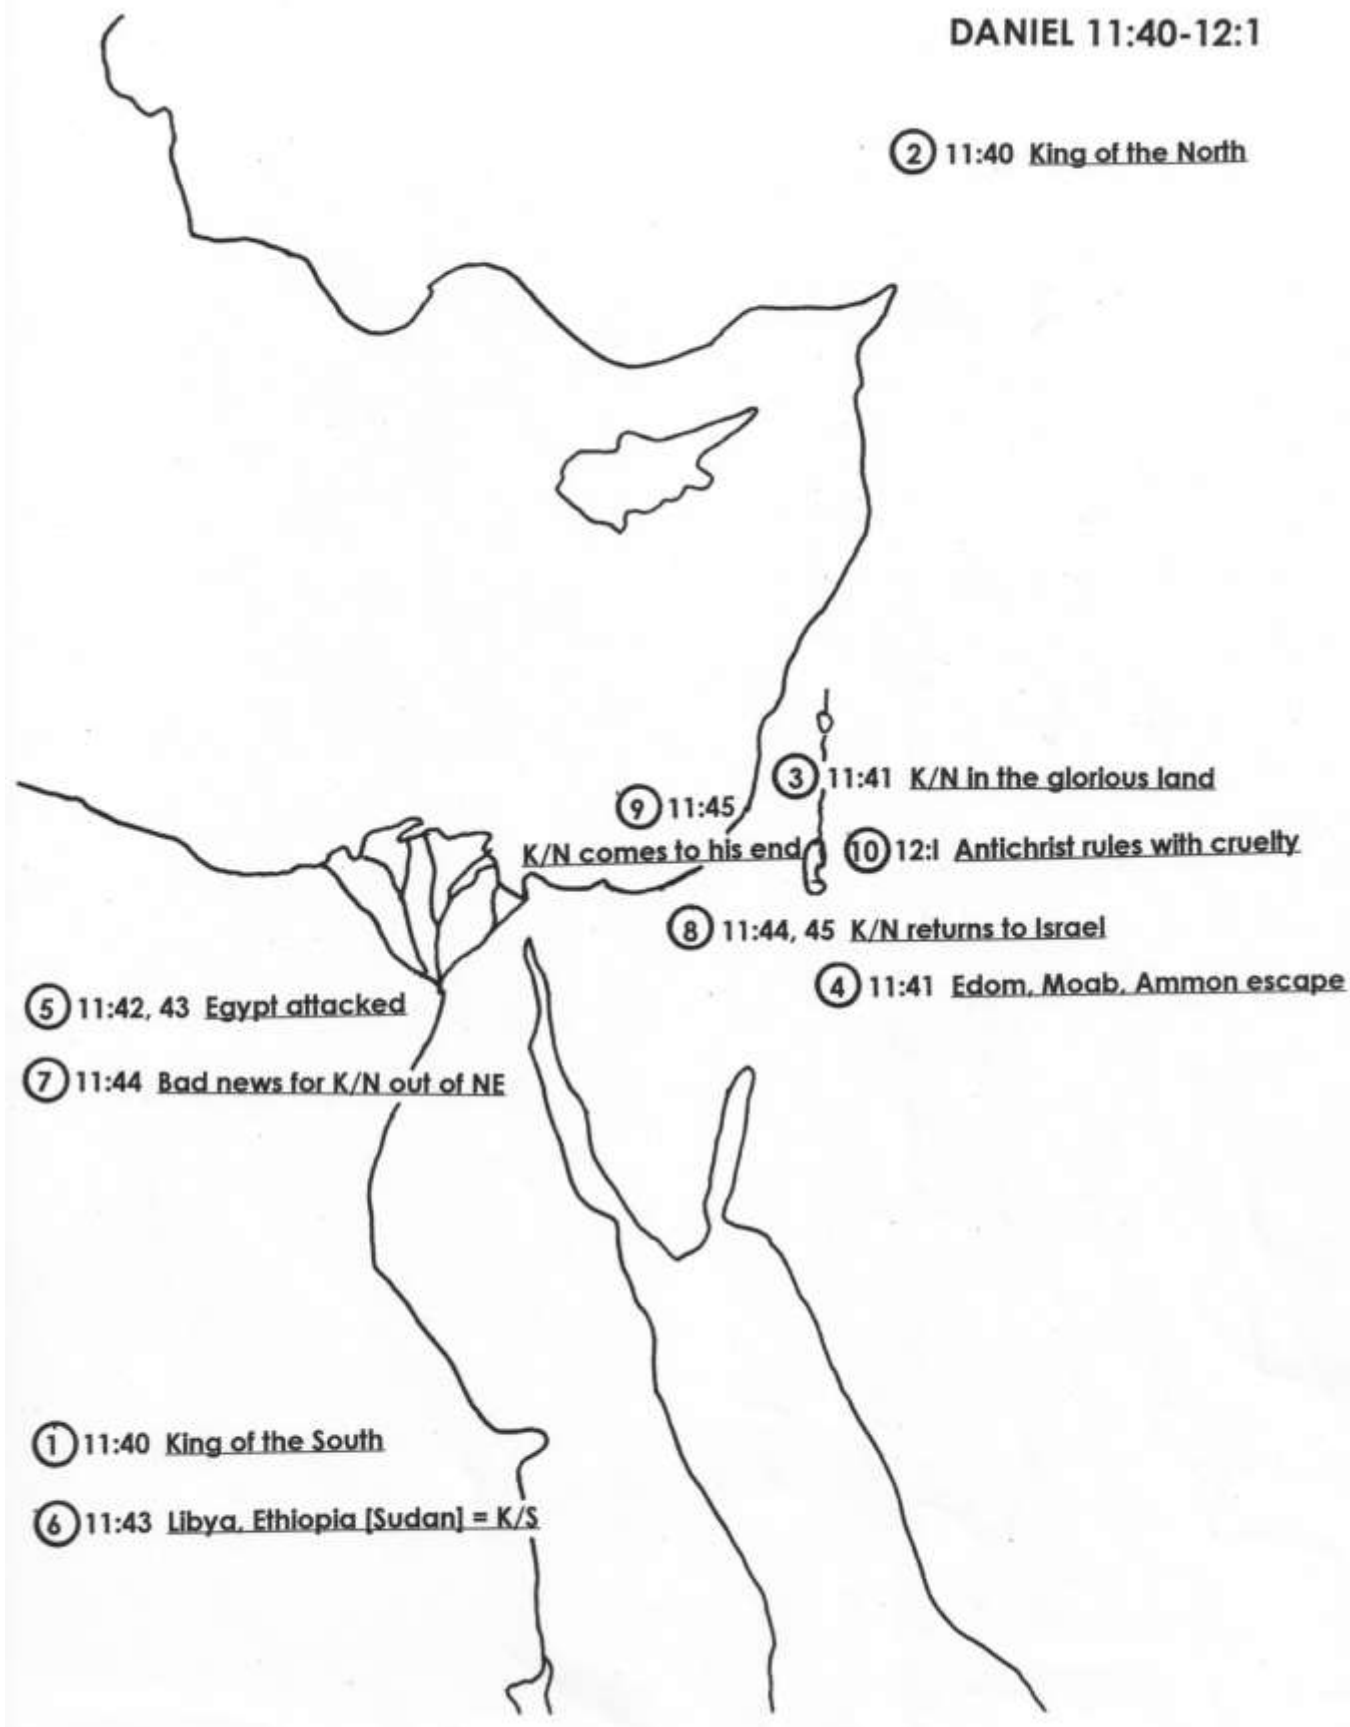 DANIEL 11:40-12:1
2 11:40 King of the North
3 11:41 K/N in the glorious land
9 11:45
K/N comes to his end
10 12:1 Antichrist rules with cruelty
8 11:44, 45 K/N returns to Israel
4 11:41 Edom, Moab, Ammon escape
5 11:42, 43 Egypt attacked
7 11:44 Bad news for K/N out of NE
1 11:40 King of the South
6 11:43 Libya, Ethiopia [Sudan] = K/S